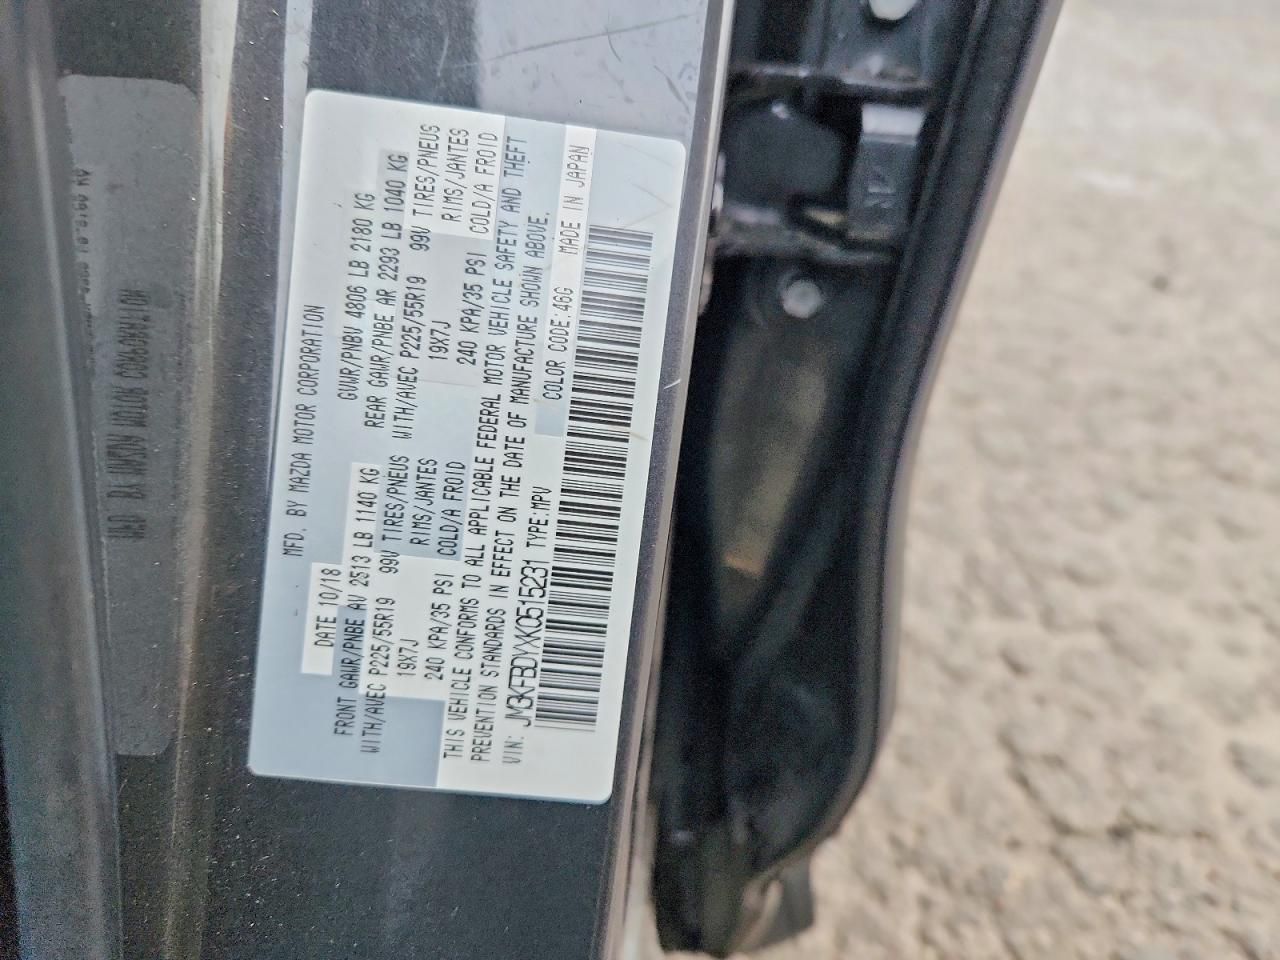 MFD. BY MAZDA MOTOR CORPORATION
DATE 10/18 GVWR/PNBV 4806 LB 2180 KG
FRONT GAWR/PNBE AV 2513 LB 1140 KG REAR GAWR/PNBE AR 2293 LB 1040 KG
WITH/AVEC P225/55R19 99V TIRES/PNEUS WITH/AVEC P225/55R19 99V TIRES/PNEUS
19X7J RIMS/JANTES 19X7J RIMS/JANTES
240 KPA/35 PSI COLD/A FROID 240 KPA/35 PSI COLD/A FROID
THIS VEHICLE CONFORMS TO ALL APPLICABLE FEDERAL MOTOR VEHICLE SAFETY AND THEFT
PREVENTION STANDARDS IN EFFECT ON THE DATE OF MANUFACTURE SHOWN ABOVE.
VIN: JM3KFBDYXK0515231 TYPE:MPV COLOR CODE:46G MADE IN JAPAN